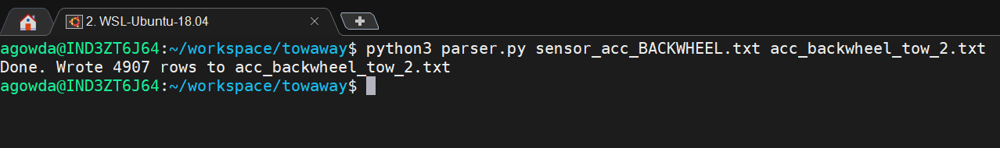 2. WSL-Ubuntu-18.04
agowda@IND3ZT6J64:~/workspace/towaway$ python3 parser.py sensor_acc_BACKWHEEL.txt acc_backwheel_tow_2.txt
Done. Wrote 4907 rows to acc_backwheel_tow_2.txt
agowda@IND3ZT6J64:~/workspace/towaway$